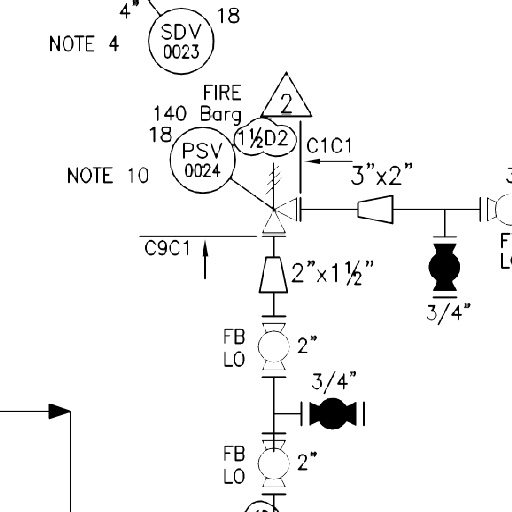 4"
18
SDV
0023
NOTE 4
2
FIRE
140 Barg
1½D2
18
PSV
0024
C1C1
NOTE 10
3"x2"
C9C1
2"x1½"
3/4"
FB
LO
2"
3/4"
FB
LO
2"